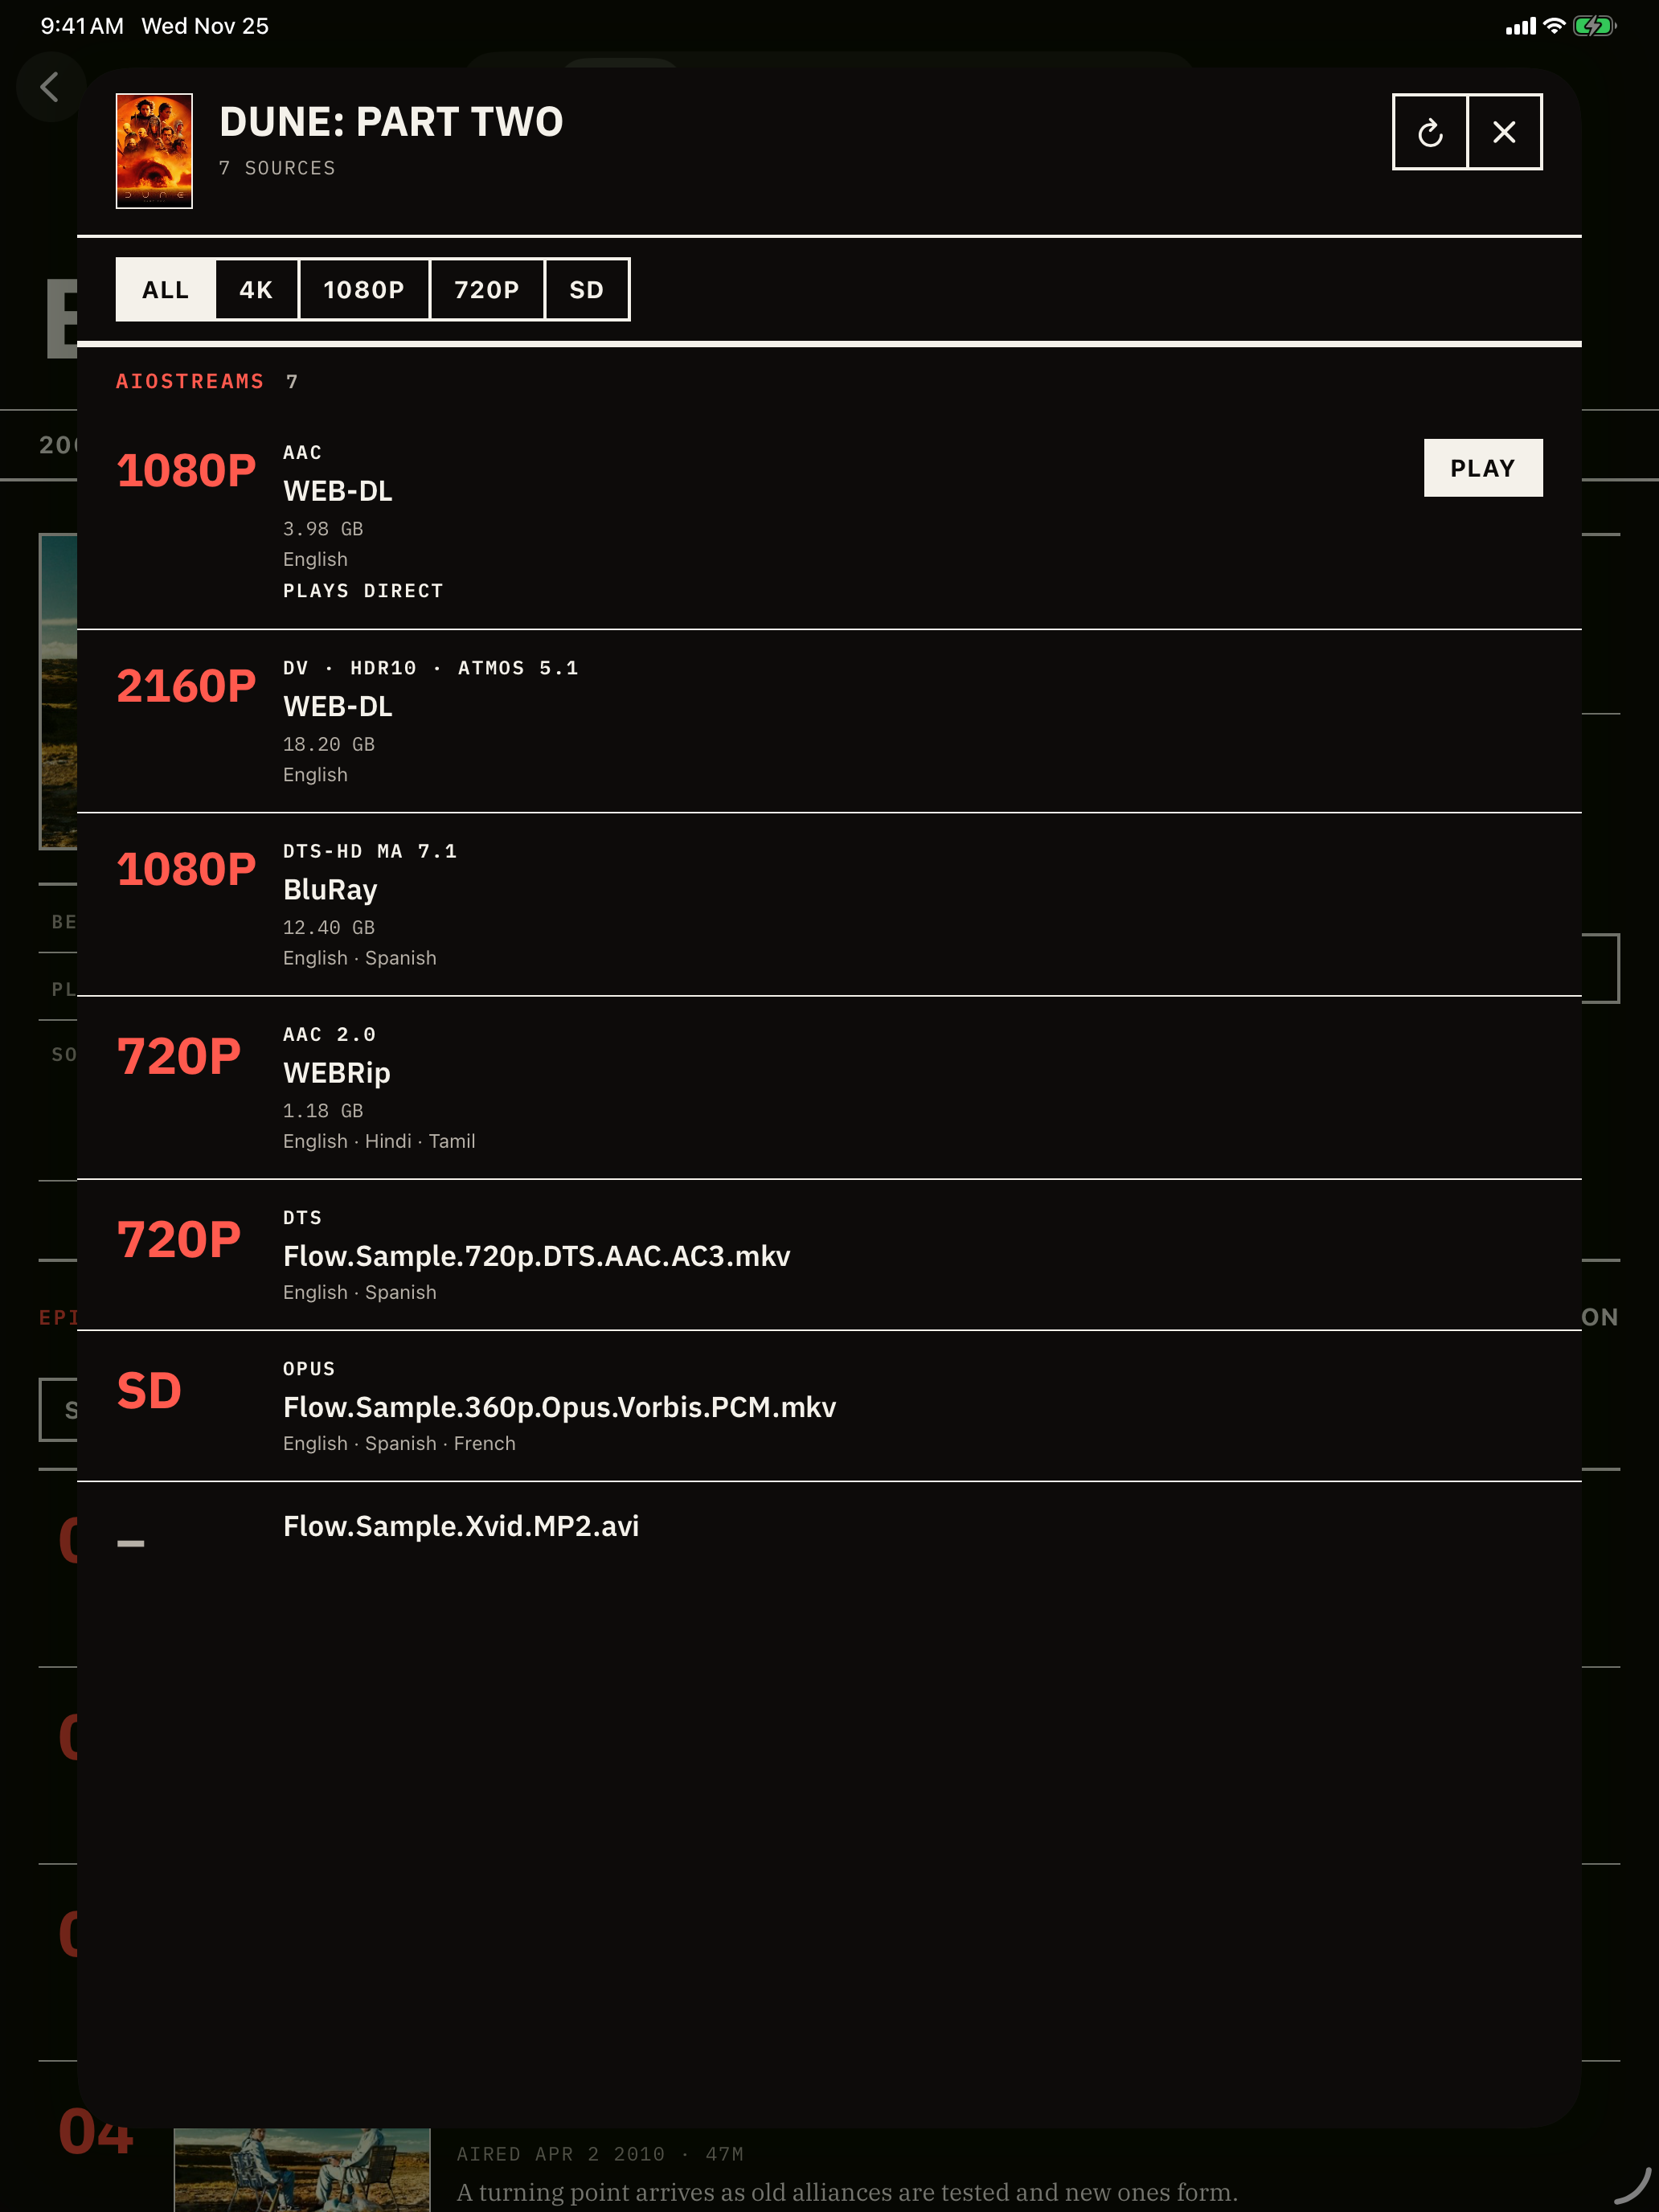 9:41 AM Wed Nov 25
DUNE: PART TWO
7 SOURCES
ALL 4K 1080P 720P SD
AIOSTREAMS 7
1080P
AAC
WEB-DL
3.98 GB
English
PLAYS DIRECT
PLAY
2160P
DV · HDR10 · ATMOS 5.1
WEB-DL
18.20 GB
English
1080P
DTS-HD MA 7.1
BluRay
12.40 GB
English · Spanish
720P
AAC 2.0
WEBRip
1.18 GB
English · Hindi · Tamil
720P
DTS
Flow.Sample.720p.DTS.AAC.AC3.mkv
English · Spanish
SD
OPUS
Flow.Sample.360p.Opus.Vorbis.PCM.mkv
English · Spanish · French
–
Flow.Sample.Xvid.MP2.avi
04
AIRED APR 2 2010 · 47M
A turning point arrives as old alliances are tested and new ones form.